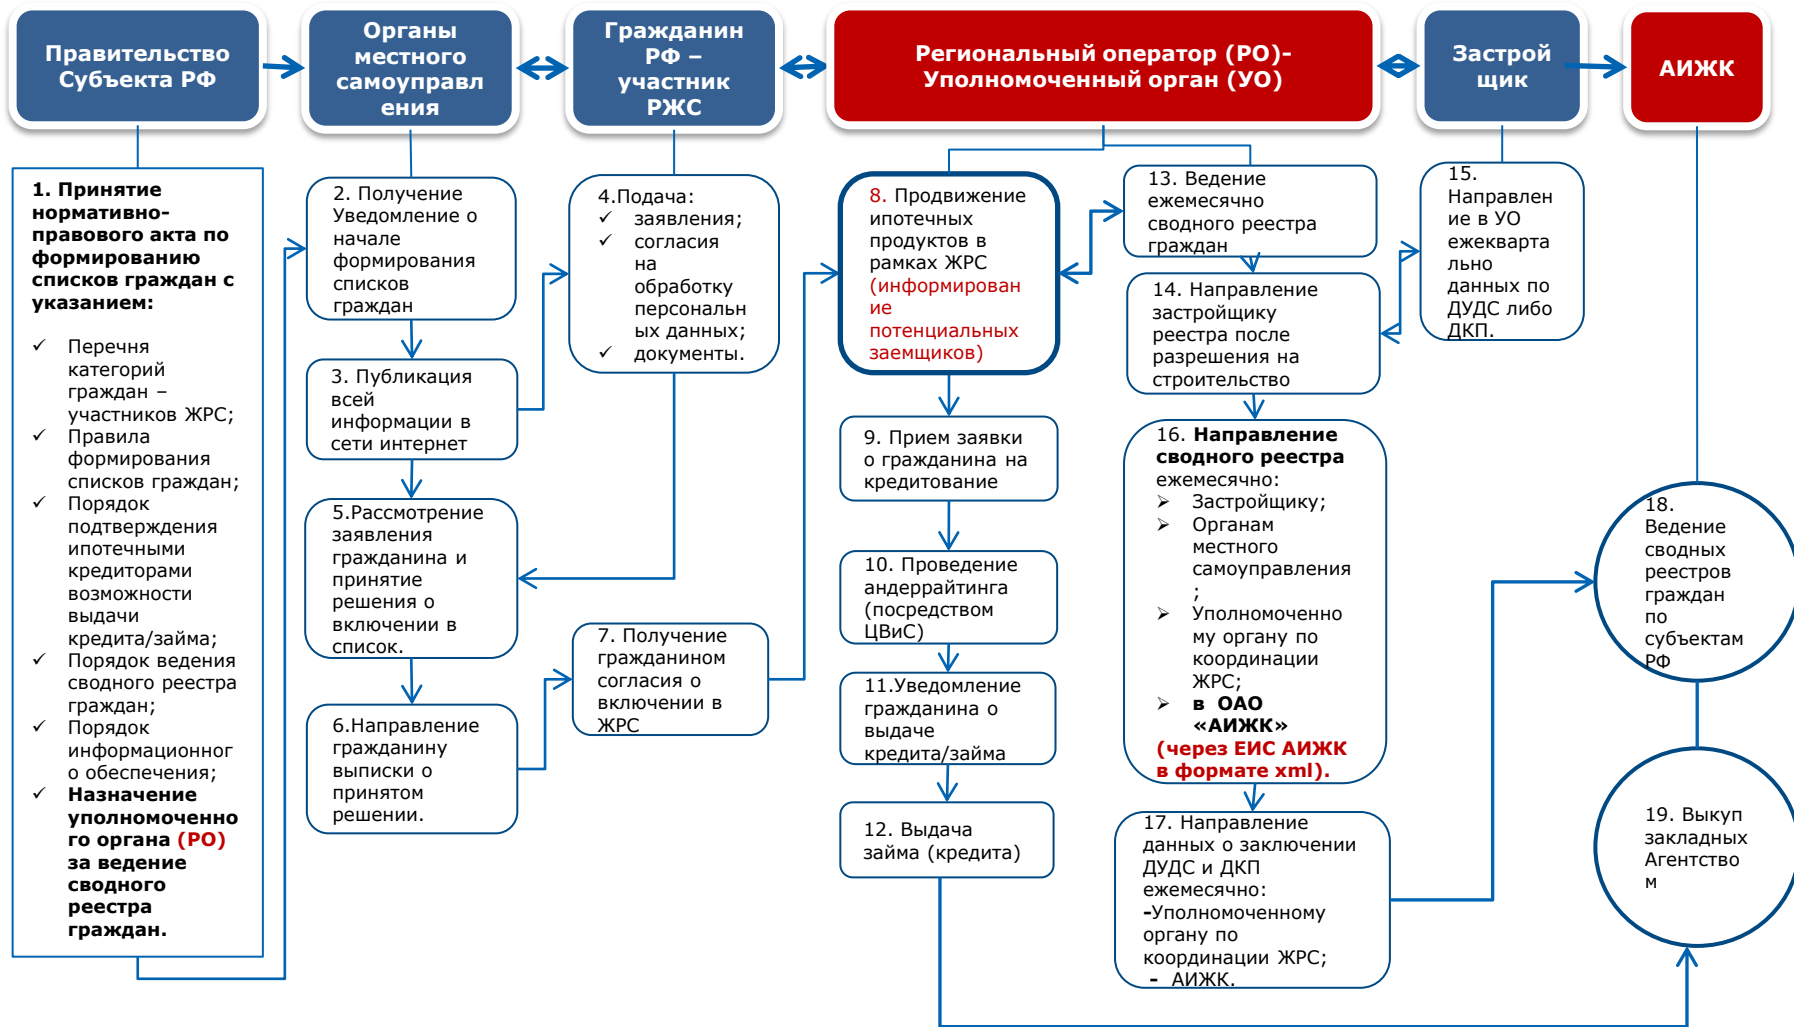 Правительство
Субъекта РФ
Органы
местного
самоуправл
ения
Гражданин
РФ –
участник
РЖС
Региональный оператор (РО)-
Уполномоченный орган (УО)
Застрой
щик
АИЖК
1. Принятие
нормативно-
правового акта по
формированию
списков граждан с
указанием:
✓ Перечня
категорий
граждан –
участников ЖРС;
✓ Правила
формирования
списков граждан;
✓ Порядок
подтверждения
ипотечными
кредиторами
возможности
выдачи
кредита/займа;
✓ Порядок ведения
сводного реестра
граждан;
✓ Порядок
информационног
о обеспечения;
✓ Назначение
уполномоченно
го органа (РО)
за ведение
сводного
реестра
граждан.
2. Получение
Уведомление о
начале
формирования
списков
граждан
3. Публикация
всей
информации в
сети интернет
5.Рассмотрение
заявления
гражданина и
принятие
решения о
включении в
список.
6.Направление
гражданину
выписки о
принятом
решении.
4.Подача:
✓ заявления;
✓ согласия
на
обработку
персональн
ых данных;
✓ документы.
7. Получение
гражданином
согласия о
включении в
ЖРС
8. Продвижение
ипотечных
продуктов в
рамках ЖРС
(информирован
ие
потенциальных
заемщиков)
9. Прием заявки
о гражданина на
кредитование
10. Проведение
андеррайтинга
(посредством
ЦВиС)
11.Уведомление
гражданина о
выдаче
кредита/займа
12. Выдача
займа (кредита)
13. Ведение
ежемесячно
сводного реестра
граждан
14. Направление
застройщику
реестра после
разрешения на
строительство
16. Направление
сводного реестра
ежемесячно:
➢ Застройщику;
➢ Органам
местного
самоуправления
;
➢ Уполномоченно
му органу по
координации
ЖРС;
➢ в ОАО
«АИЖК»
(через ЕИС АИЖК
в формате xml).
17. Направление
данных о заключении
ДУДС и ДКП
ежемесячно:
-Уполномоченному
органу по
координации ЖРС;
- АИЖК.
15.
Направлен
ие в УО
ежекварта
льно
данных по
ДУДС либо
ДКП.
18.
Ведение
сводных
реестров
граждан
по
субъектам
РФ
19. Выкуп
закладных
Агентство
м